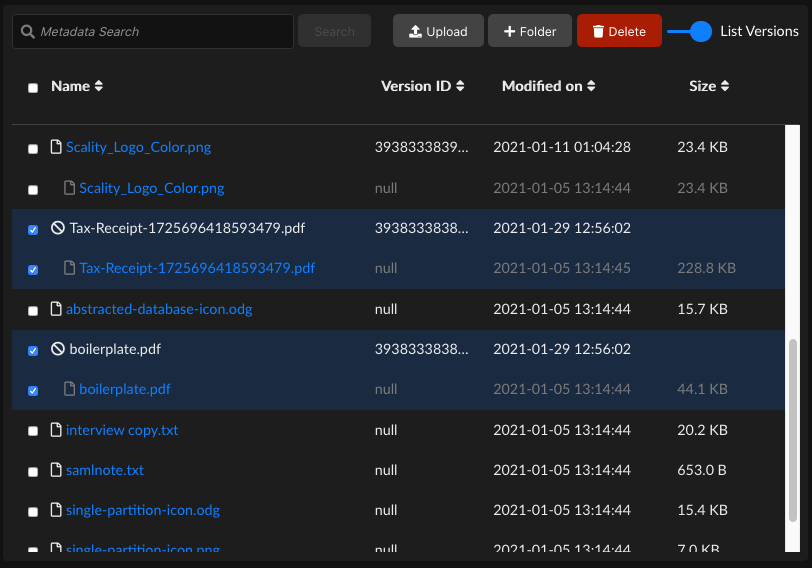 Metadata Search Search Upload + Folder Delete List Versions
Name Version ID Modified on Size
Scality_Logo_Color.png 3938333839... 2021-01-11 01:04:28 23.4 KB
Scality_Logo_Color.png null 2021-01-05 13:14:44 23.4 KB
Tax-Receipt-1725696418593479.pdf 3938333838... 2021-01-29 12:56:02
Tax-Receipt-1725696418593479.pdf null 2021-01-05 13:14:45 228.8 KB
abstracted-database-icon.odg null 2021-01-05 13:14:44 15.7 KB
boilerplate.pdf 3938333838... 2021-01-29 12:56:02
boilerplate.pdf null 2021-01-05 13:14:44 44.1 KB
interview copy.txt null 2021-01-05 13:14:44 20.2 KB
samlnote.txt null 2021-01-05 13:14:44 653.0 B
single-partition-icon.odg null 2021-01-05 13:14:44 15.4 KB
single-partition-icon.png null 2021-01-05 13:14:44 7.0 KB